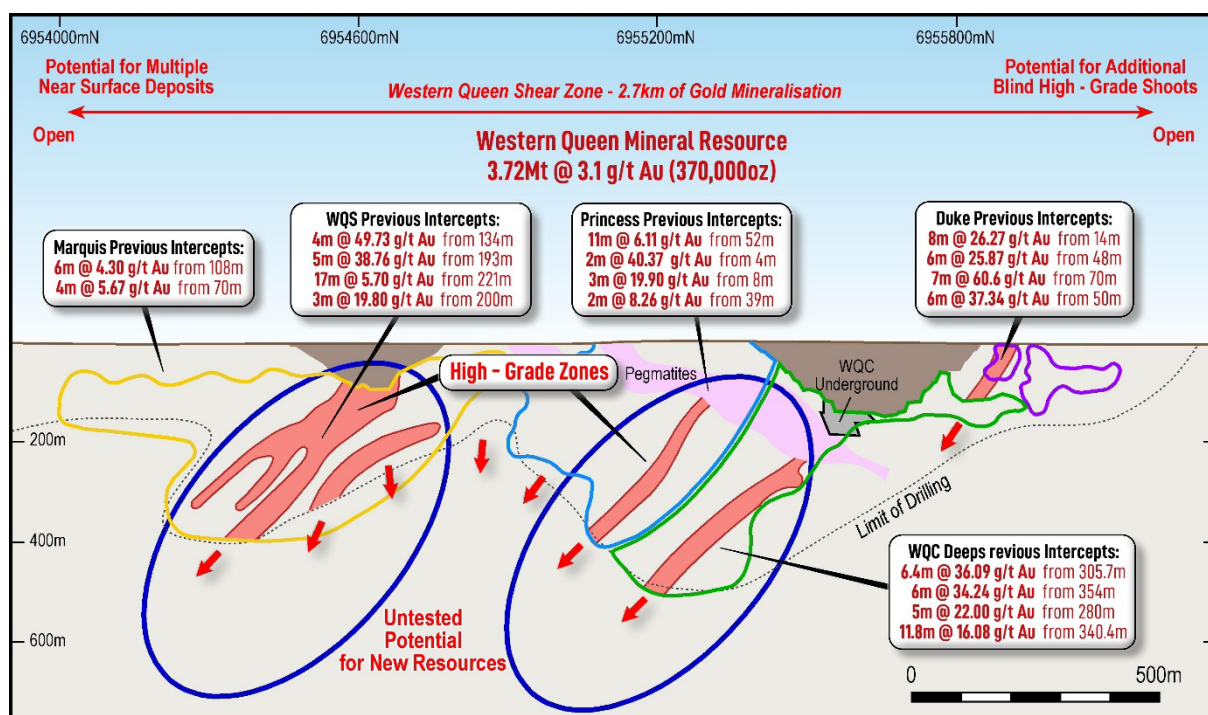 6954000mN
6954600mN
6955200mN
6955800mN
Potential for Multiple
Near Surface Deposits
Potential for Additional
Blind High - Grade Shoots
Western Queen Shear Zone - 2.7km of Gold Mineralisation
Open
Open
Western Queen Mineral Resource
3.72Mt @ 3.1 g/t Au (370,000oz)
Marquis Previous Intercepts:
6m @ 4.30 g/t Au from 108m
4m @ 5.67 g/t Au from 70m
WQS Previous Intercepts:
4m @ 49.73 g/t Au from 134m
5m @ 38.76 g/t Au from 193m
17m @ 5.70 g/t Au from 221m
3m @ 19.80 g/t Au from 200m
Princess Previous Intercepts:
11m @ 6.11 g/t Au from 52m
2m @ 40.37 g/t Au from 4m
3m @ 19.90 g/t Au from 8m
2m @ 8.26 g/t Au from 39m
Duke Previous Intercepts:
8m @ 26.27 g/t Au from 14m
6m @ 25.87 g/t Au from 48m
7m @ 60.6 g/t Au from 70m
6m @ 37.34 g/t Au from 50m
High - Grade Zones
Pegmatites
WQC
Underground
200m
Limit of Drilling
400m
WQC Deeps revious Intercepts:
6.4m @ 36.09 g/t Au from 305.7m
6m @ 34.24 g/t Au from 354m
5m @ 22.00 g/t Au from 280m
11.8m @ 16.08 g/t Au from 340.4m
Untested
Potential
for New Resources
600m
0
500m